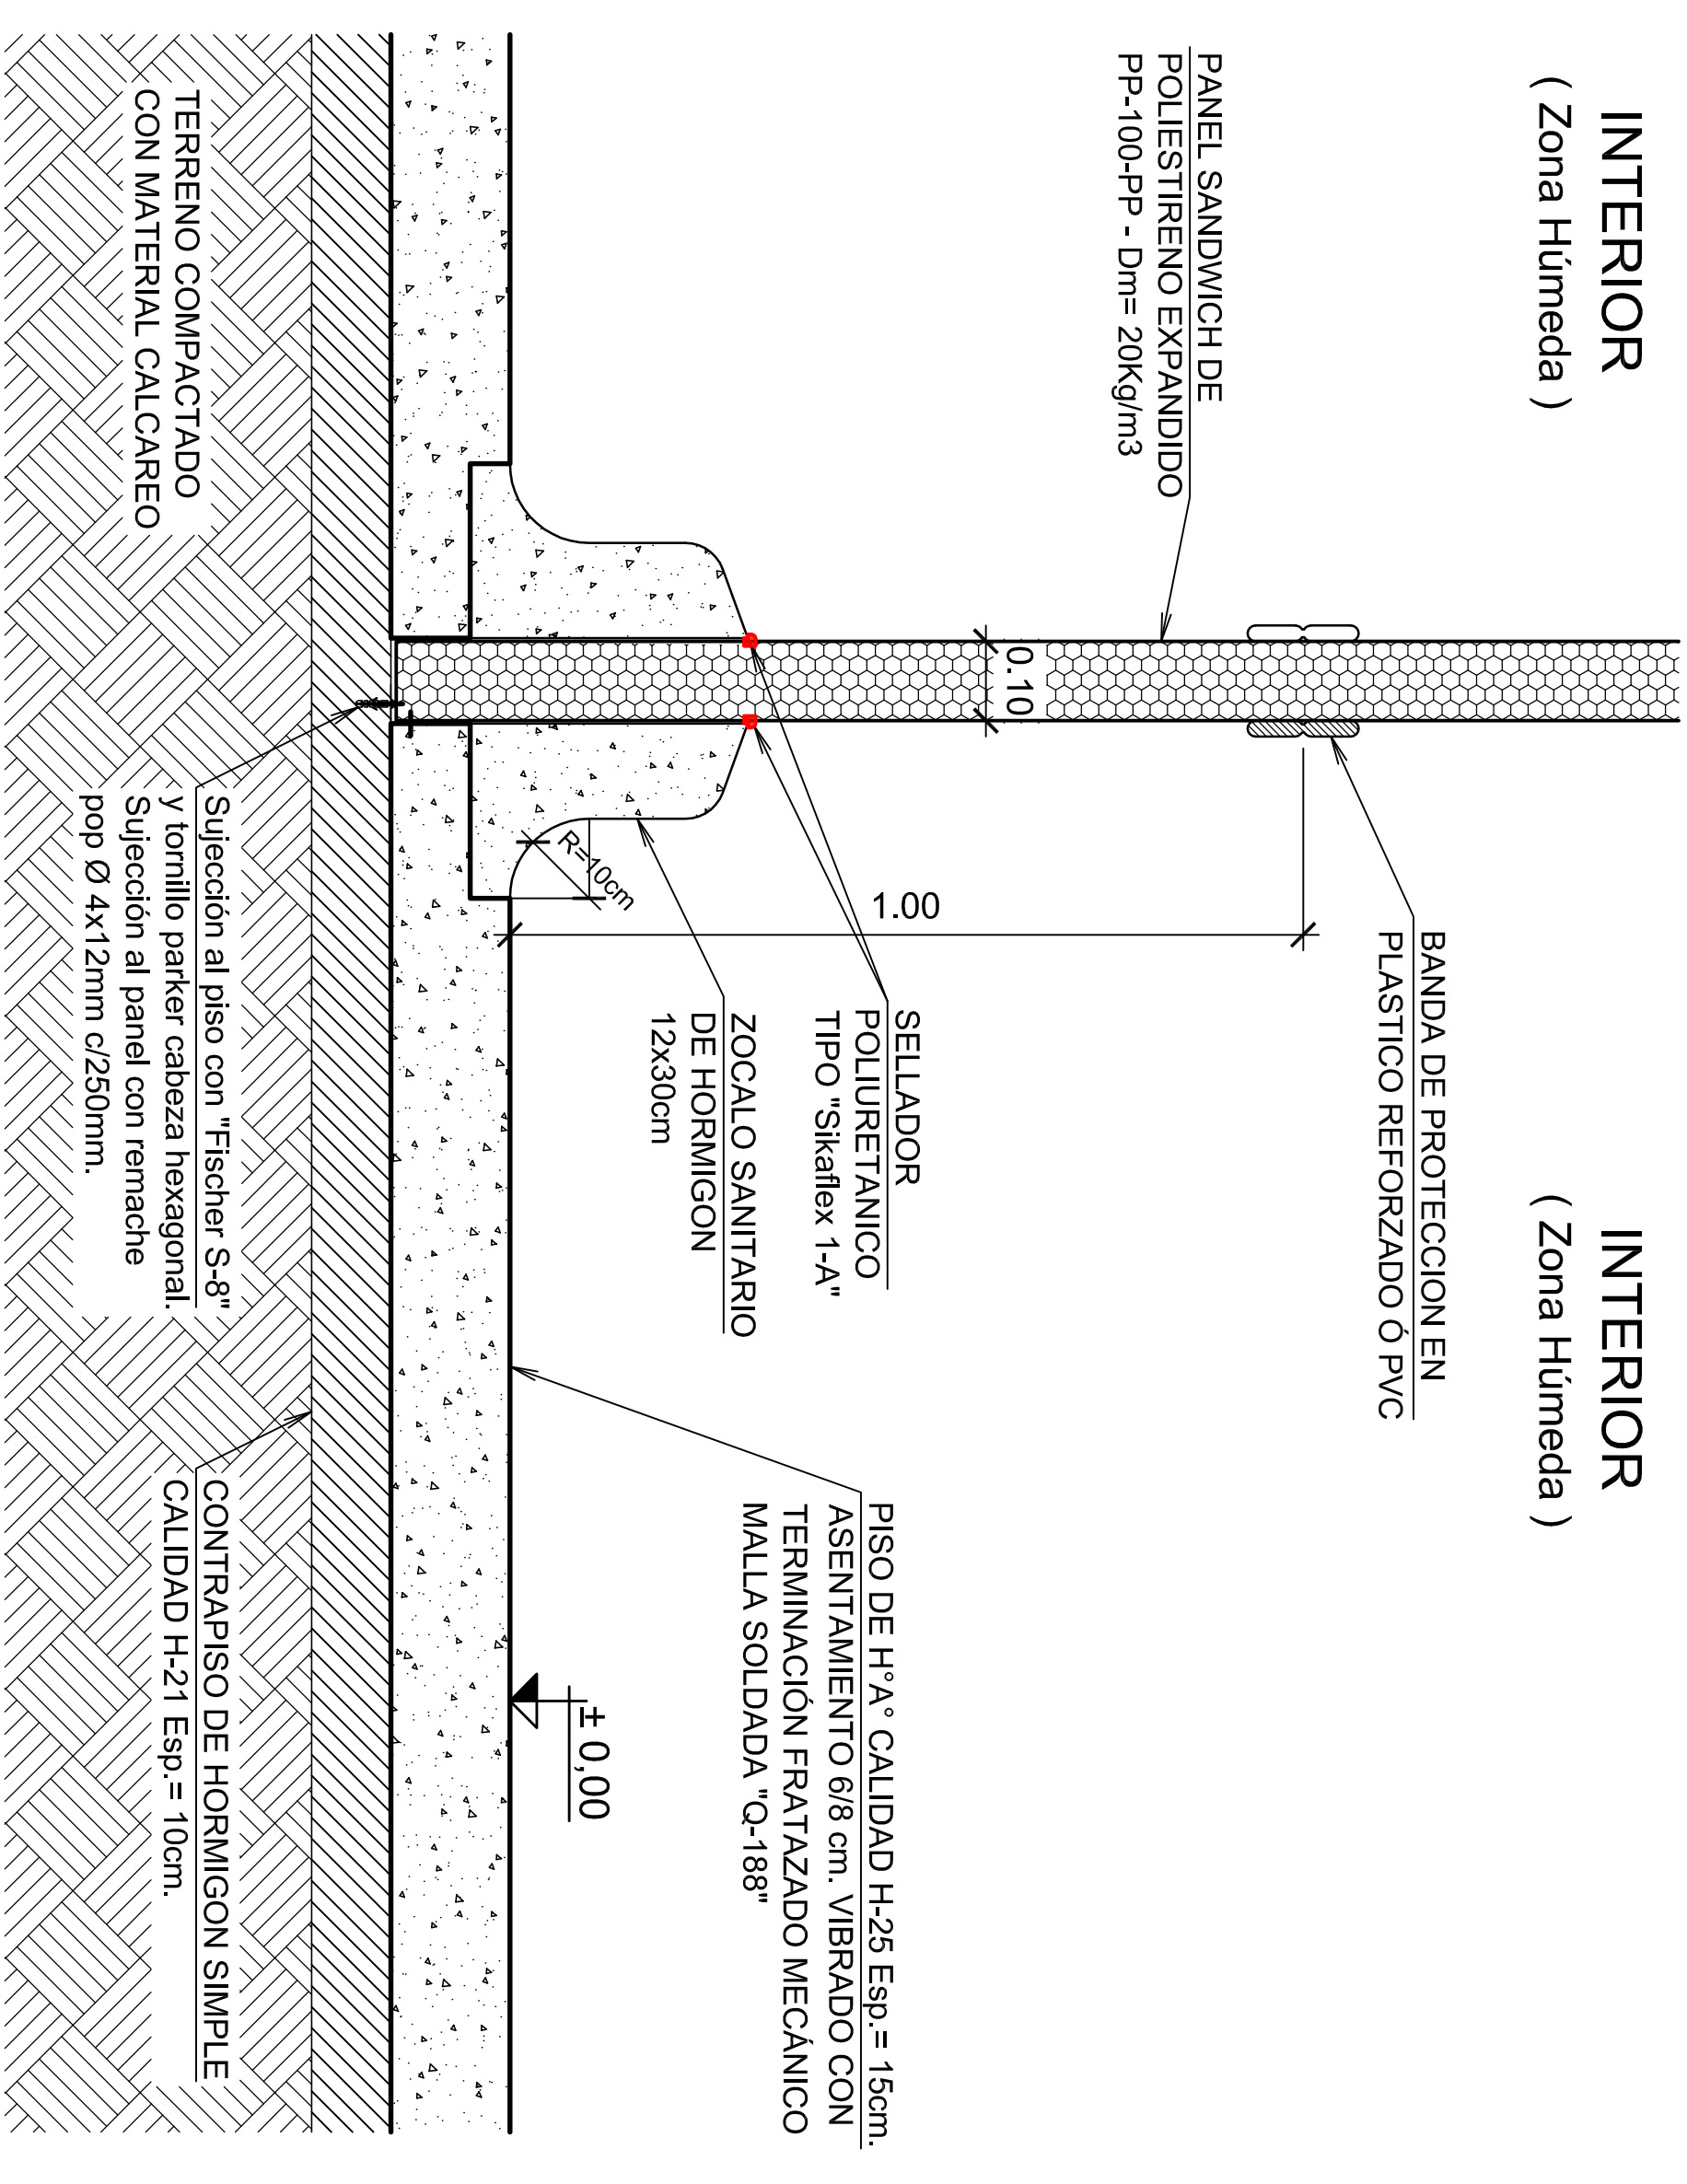 INTERIOR
( Zona Húmeda )
INTERIOR
( Zona Húmeda )
PANEL SANDWICH DE
POLIESTIRENO EXPANDIDO
PP-100-PP - Dm= 20Kg/m3
BANDA DE PROTECCION EN
PLASTICO REFORZADO Ó PVC
0.10
1.00
SELLADOR
POLIURETANICO
TIPO "Sikaflex 1-A"
ZOCALO SANITARIO
DE HORMIGON
12x30cm
R=10cm
PISO DE H°A° CALIDAD H-25 Esp.= 15cm.
ASENTAMIENTO 6/8 cm. VIBRADO CON
TERMINACIÓN FRATAZADO MECÁNICO
MALLA SOLDADA "Q-188"
± 0,00
TERRENO COMPACTADO
CON MATERIAL CALCAREO
Sujección al piso con "Fischer S-8"
y tornillo parker cabeza hexagonal.
Sujección al panel con remache
pop Ø 4x12mm c/250mm.
CONTRAPISO DE HORMIGON SIMPLE
CALIDAD H-21 Esp.= 10cm.